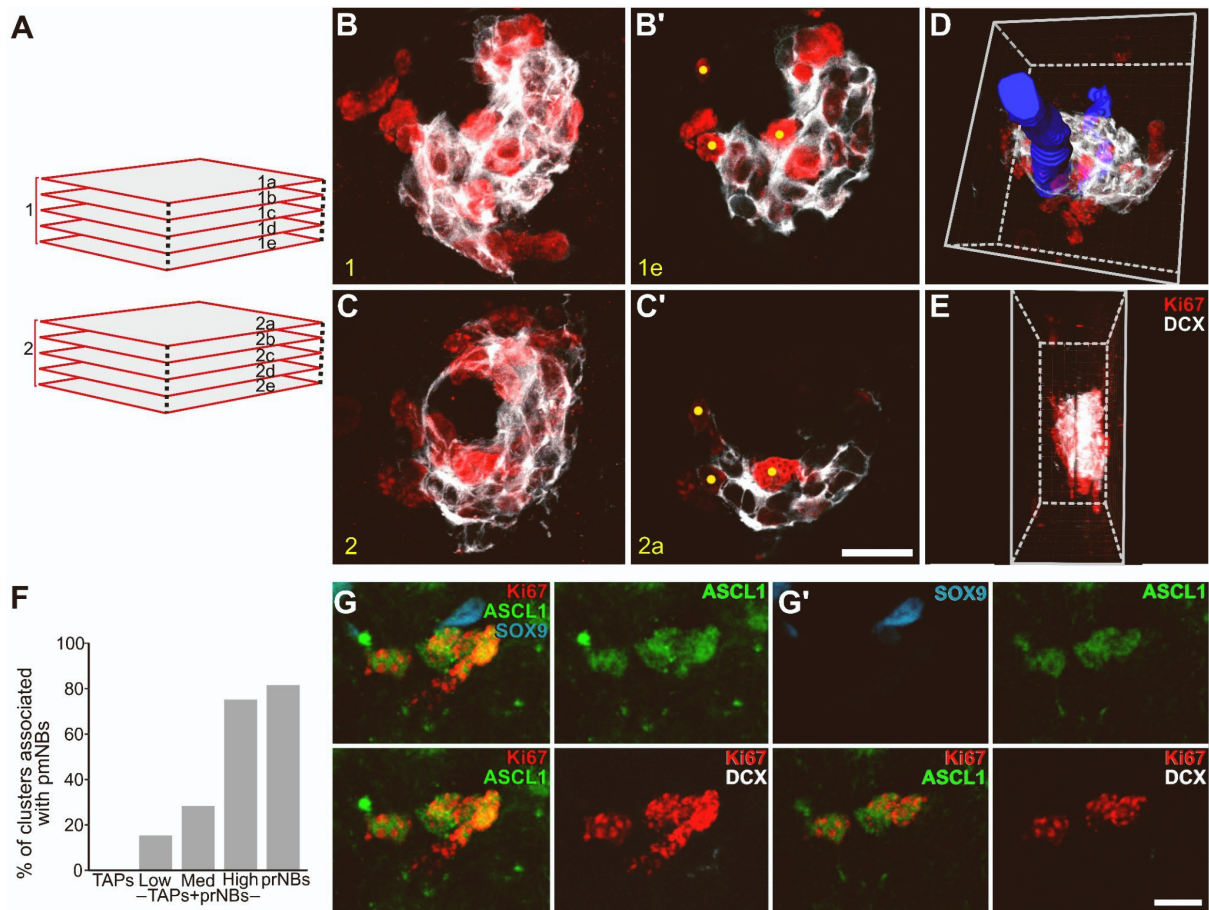 A
1
1a
1b
1c
1d
1e
2
2a
2b
2c
2d
2e
B
1
B'
1e
D
C
2
C'
2a
E
Ki67
DCX
F
% of clusters associated
with pmNBs
100
80
60
40
20
0
TAPs Low Med High prNBs
–TAPs+prNBs–
G
Ki67
ASCL1
SOX9
ASCL1
G'
SOX9
ASCL1
Ki67
ASCL1
Ki67
DCX
Ki67
ASCL1
Ki67
DCX